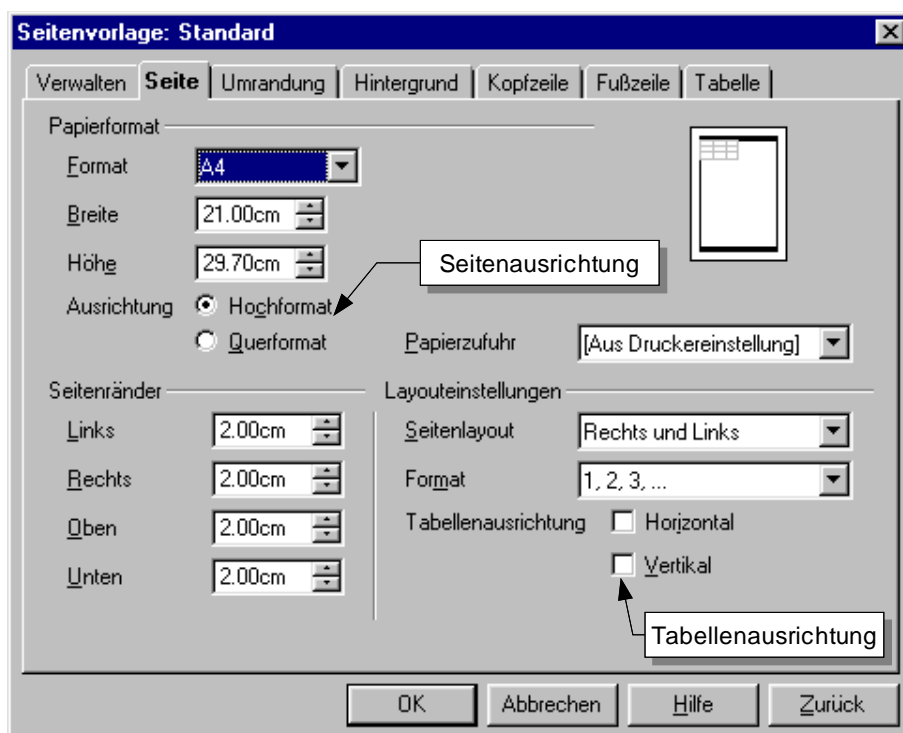 Seitenvorlage: Standard
Verwalten Seite Umrandung Hintergrund Kopfzeile Fußzeile Tabelle
Papierformat
Format A4
Breite 21.00cm
Höhe 29.70cm
Seitenausrichtung
Ausrichtung Hochformat
Querformat
Papierzufuhr [Aus Druckereinstellung]
Seitenränder
Links 2.00cm
Rechts 2.00cm
Oben 2.00cm
Unten 2.00cm
Layouteinstellungen
Seitenlayout Rechts und Links
Format 1, 2, 3, ...
Tabellenausrichtung Horizontal
Vertikal
Tabellenausrichtung
OK Abbrechen Hilfe Zurück